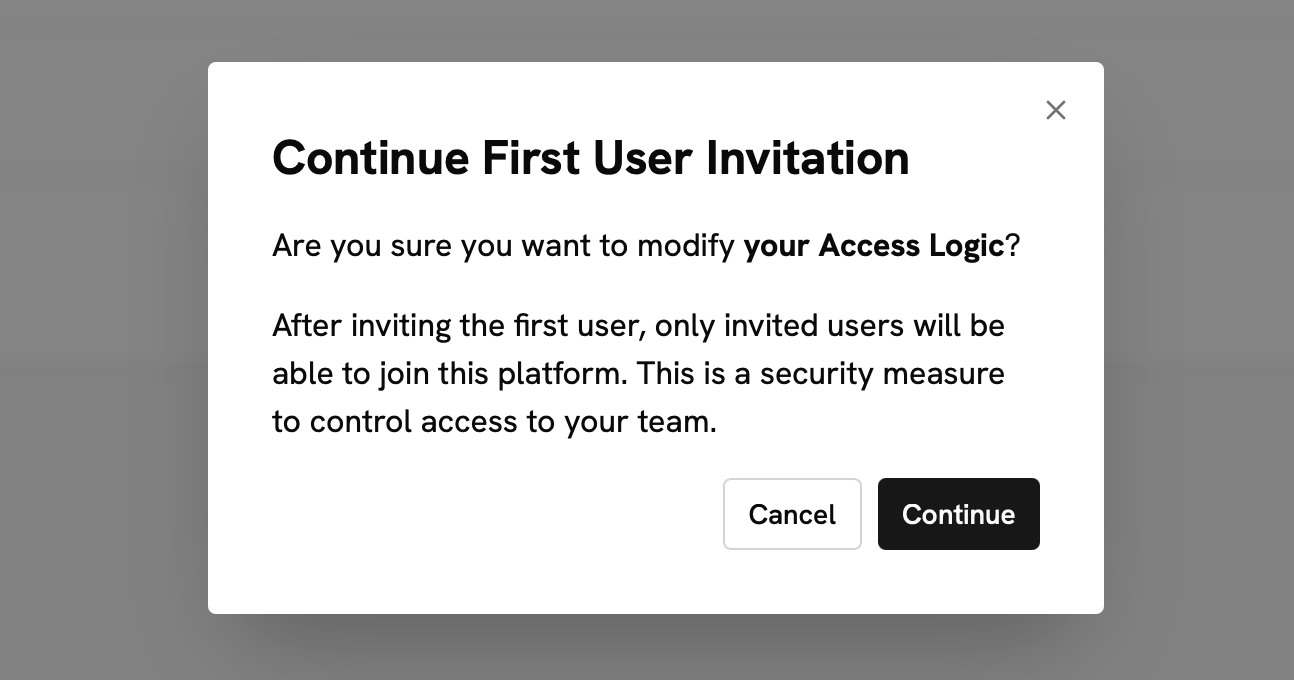 Continue First User Invitation
Are you sure you want to modify your Access Logic?
After inviting the first user, only invited users will be
able to join this platform. This is a security measure
to control access to your team.
Cancel
Continue